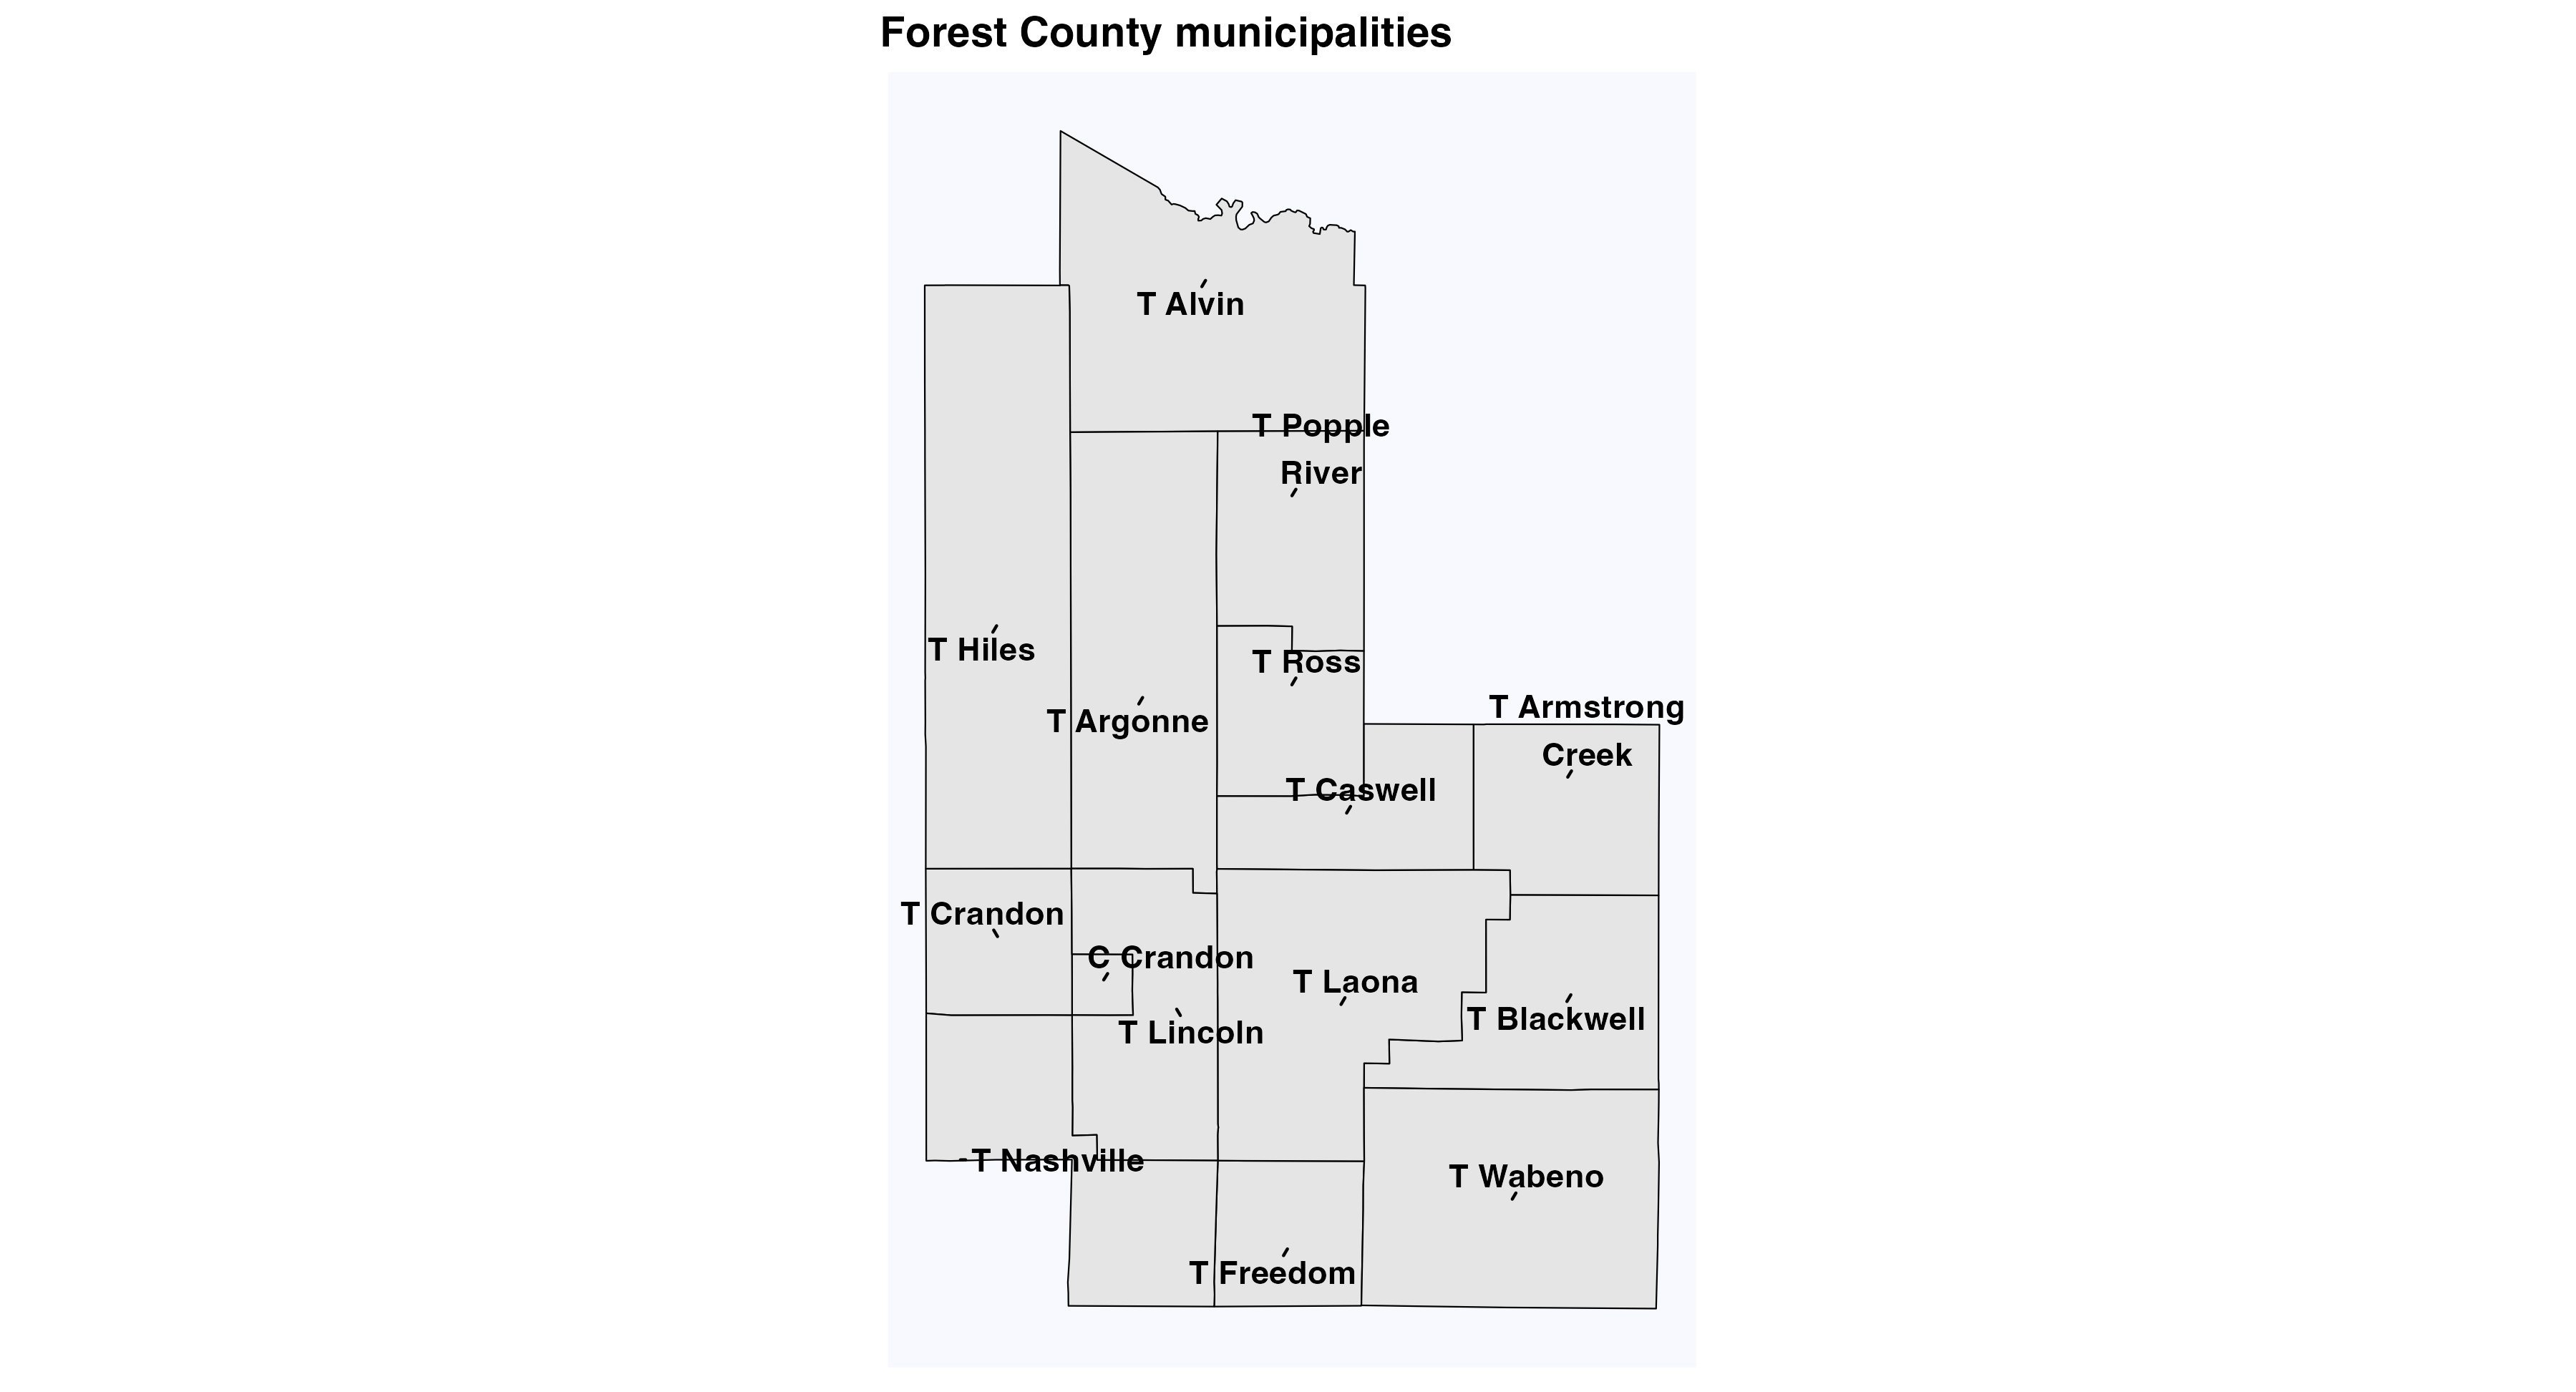 Forest County municipalities
T Alvin
T Popple
River
T Hiles
T Ross
T Argonne
T Armstrong
Creek
T Caswell
T Crandon
C Crandon
T Laona
T Blackwell
T Lincoln
T Nashville
T Wabeno
T Freedom